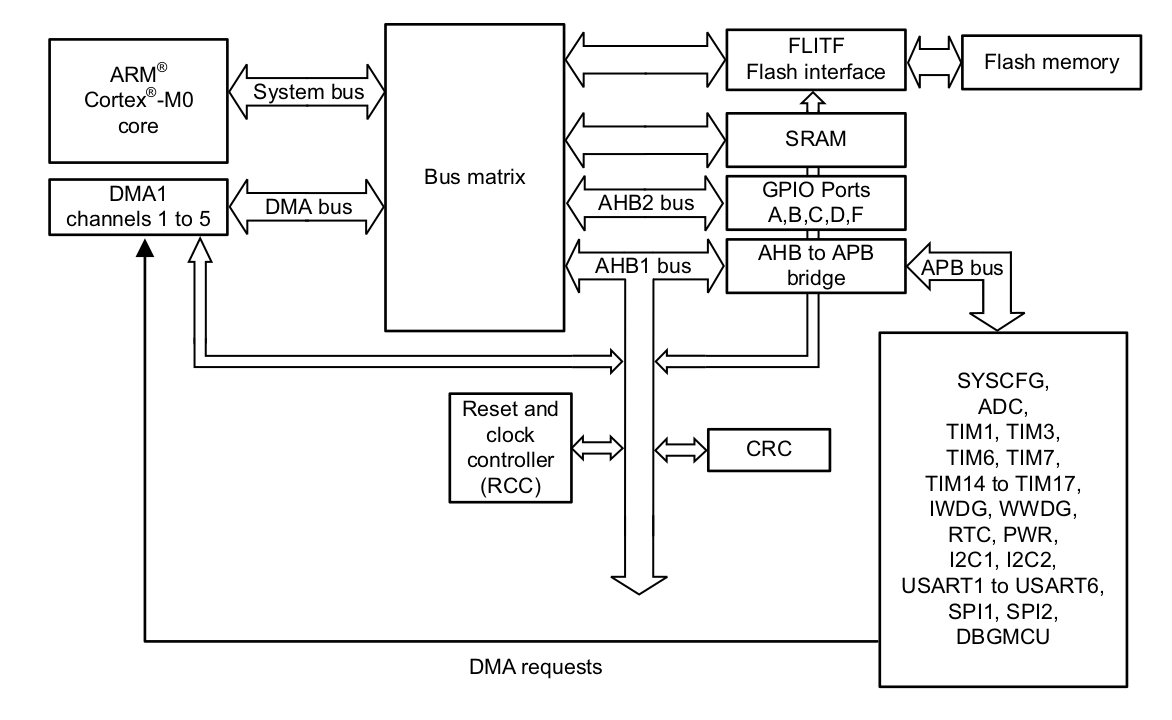 ARM®
Cortex®-M0
core
System bus
DMA1
channels 1 to 5
DMA bus
Bus matrix
FLITF
Flash interface
Flash memory
SRAM
AHB2 bus
GPIO Ports
A,B,C,D,F
AHB1 bus
AHB to APB
bridge
APB bus
Reset and
clock
controller
(RCC)
CRC
SYSCFG,
ADC,
TIM1, TIM3,
TIM6, TIM7,
TIM14 to TIM17,
IWDG, WWDG,
RTC, PWR,
I2C1, I2C2,
USART1 to USART6,
SPI1, SPI2,
DBGMCU
DMA requests